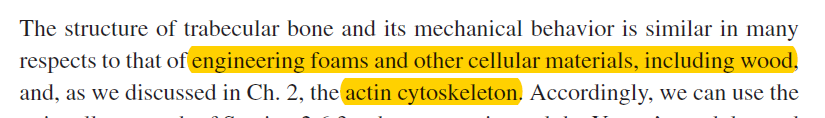 The structure of trabecular bone and its mechanical behavior is similar in many
respects to that of engineering foams and other cellular materials, including wood,
and, as we discussed in Ch. 2, the actin cytoskeleton. Accordingly, we can use the